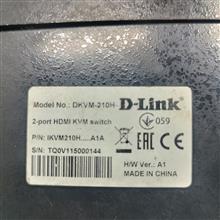 Model No.: DKVM-210H
D-Link
2-port HDMI KVM switch
059
P/N: IKVM210H.....A1A
S/N: TQ0V115000144
H/W Ver.: A1
MADE IN CHINA